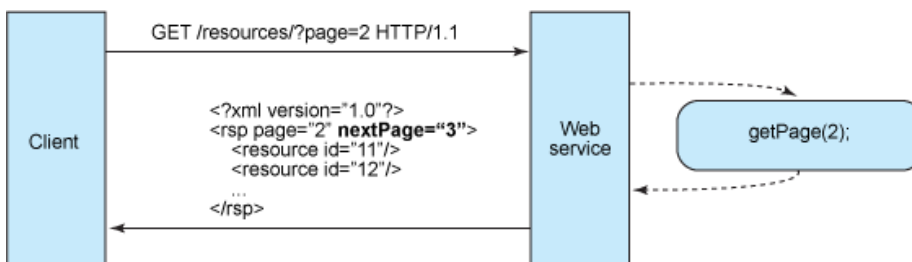 GET /resources/?page=2 HTTP/1.1
Client
<?xml version="1.0"?>
<rsp page="2" nextPage="3">
<resource id="11"/>
<resource id="12"/>
...
</rsp>
Web
service
getPage(2);